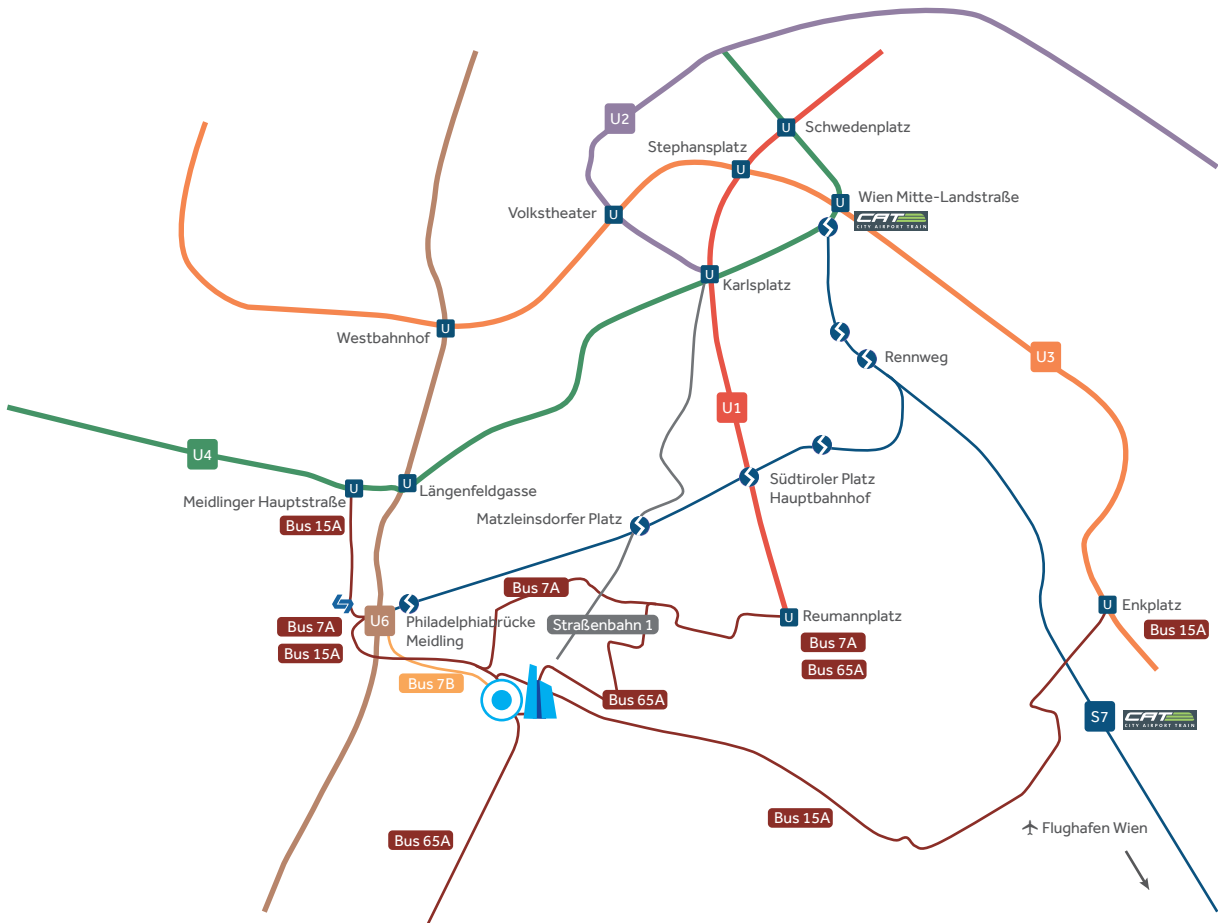 U2
U
Schwedenplatz
Stephansplatz
U
U
Wien Mitte-Landstraße
Volkstheater
U
CAT
CITY AIRPORT TRAIN
U
Karlsplatz
Westbahnhof
U
Rennweg
U3
U1
U4
U
U
Längenfeldgasse
Meidlinger Hauptstraße
Bus 15A
Südtiroler Platz
Hauptbahnhof
Matzleinsdorfer Platz
Bus 7A
U6
Philadelphiabrücke
Meidling
Bus 7A
Bus 15A
Straßenbahn 1
U
Reumannplatz
Bus 7A
Bus 65A
U
Enkplatz
Bus 15A
Bus 7B
Bus 65A
S7
CAT
CITY AIRPORT TRAIN
Bus 15A
Bus 65A
Flughafen Wien